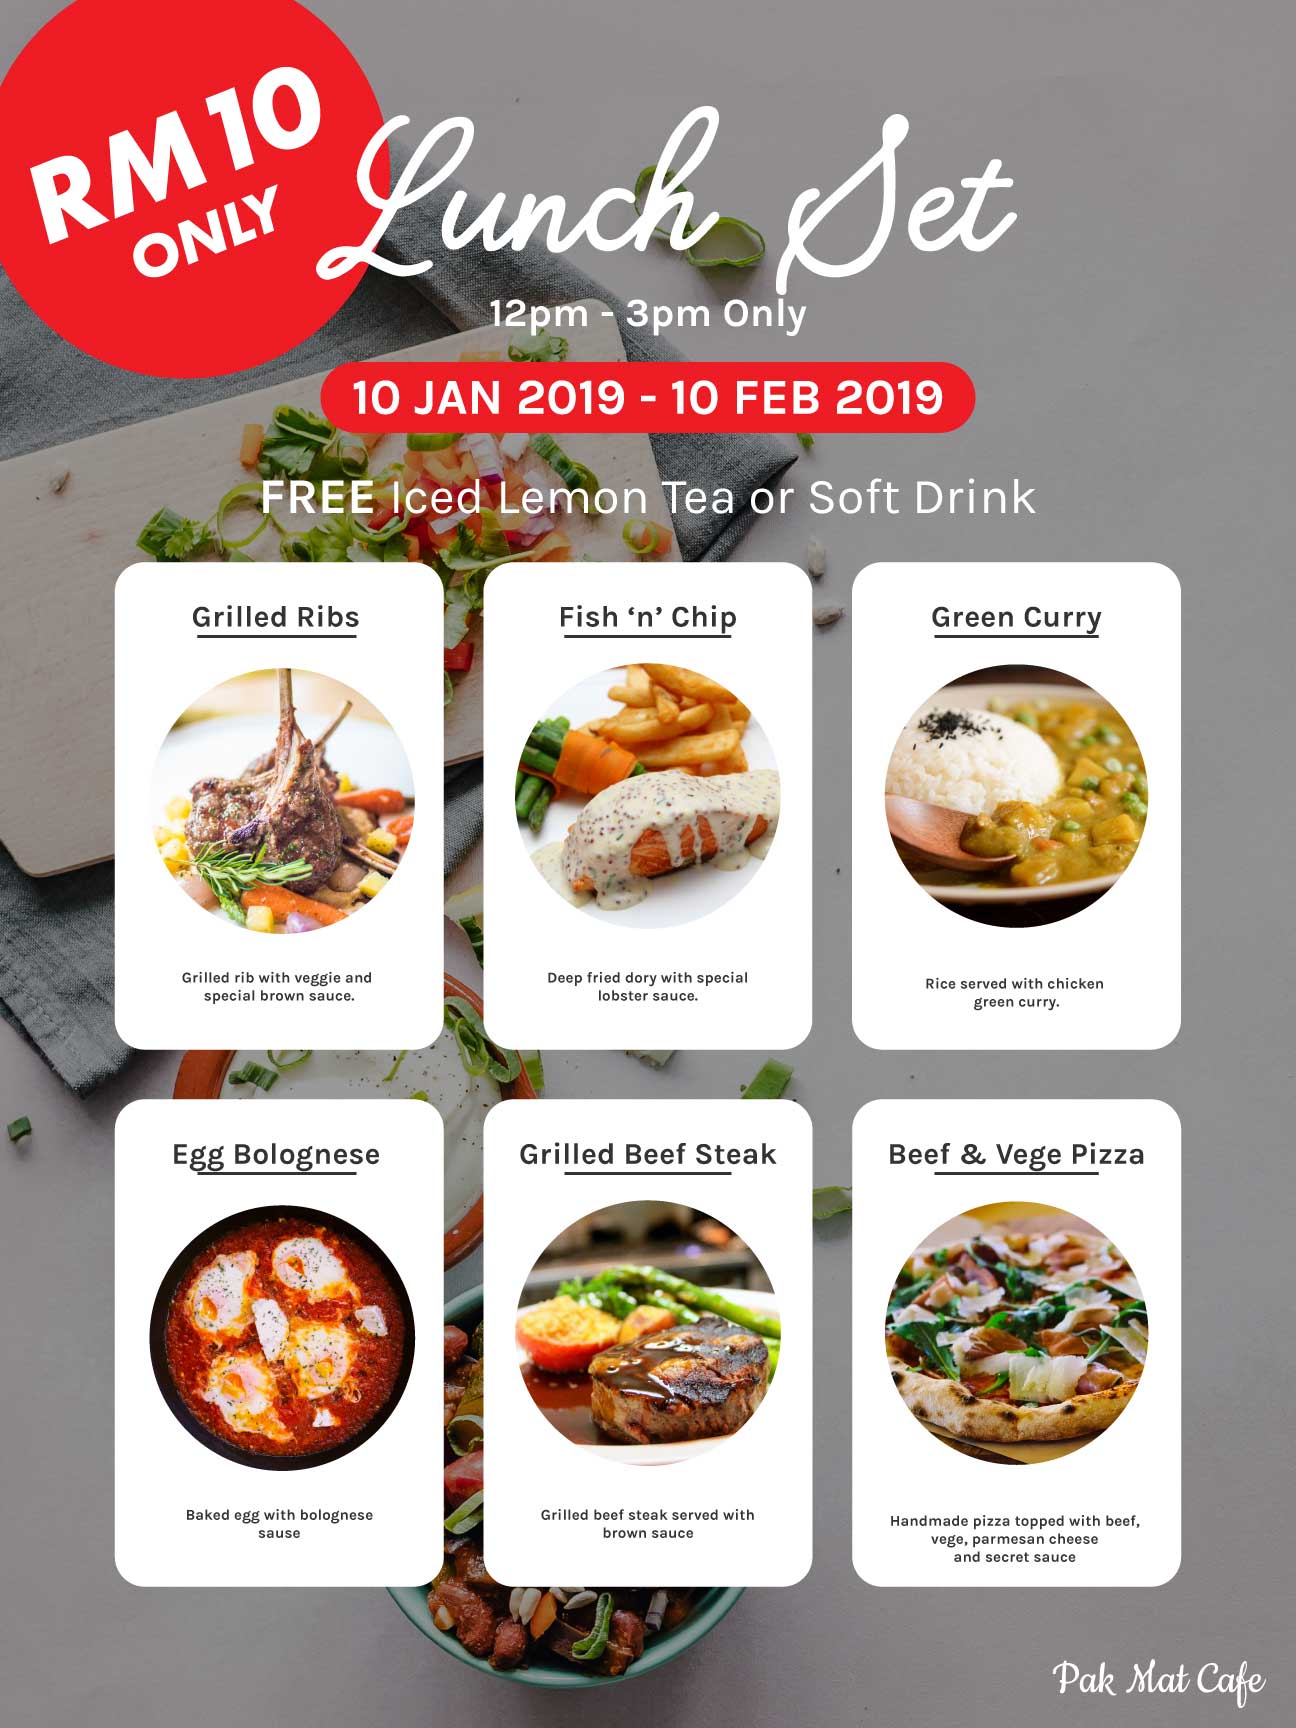 RM10
ONLY
Lunch Set
12pm - 3pm Only
10 JAN 2019 - 10 FEB 2019
FREE Iced Lemon Tea or Soft Drink
Grilled Ribs
Grilled rib with veggie and
special brown sauce.
Fish ‘n’ Chip
Deep fried dory with special
lobster sauce.
Green Curry
Rice served with chicken
green curry.
Egg Bolognese
Baked egg with bolognese
sause
Grilled Beef Steak
Grilled beef steak served with
brown sauce
Beef & Vege Pizza
Handmade pizza topped with beef,
vege, parmesan cheese
and secret sauce
Pak Mat Cafe